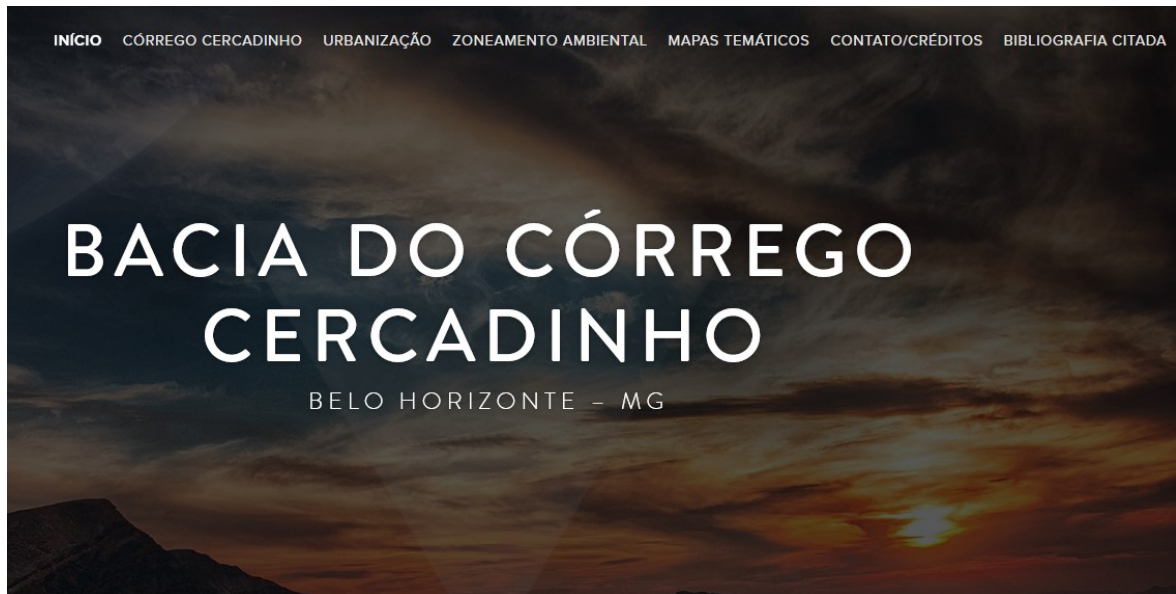 INÍCIO CÓRREGO CERCADINHO URBANIZAÇÃO ZONEAMENTO AMBIENTAL MAPAS TEMÁTICOS CONTATO/CRÉDITOS BIBLIOGRAFIA CITADA
BACIA DO CÓRREGO
CERCADINHO
BELO HORIZONTE – MG